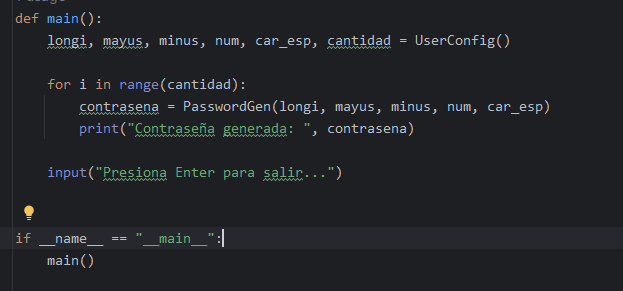 def main():
    longi, mayus, minus, num, car_esp, cantidad = UserConfig()
    for i in range(cantidad):
        contrasena = PasswordGen(longi, mayus, minus, num, car_esp)
        print("Contraseña generada: ", contrasena)
    input("Presiona Enter para salir...")
if __name__ == "__main__":
    main()